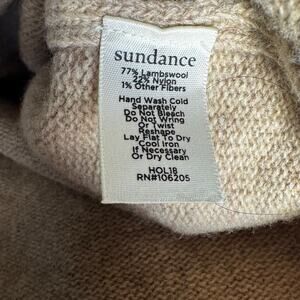 sundance
77% Lambswool
22% Nylon
1% Other Fibers
Hand Wash Cold
Separately
Do Not Bleach
Do Not Wring
Or Twist
Reshape
Lay Flat To Dry
Cool Iron
If Necessary
Or Dry Clean
HOL18
RN#106205